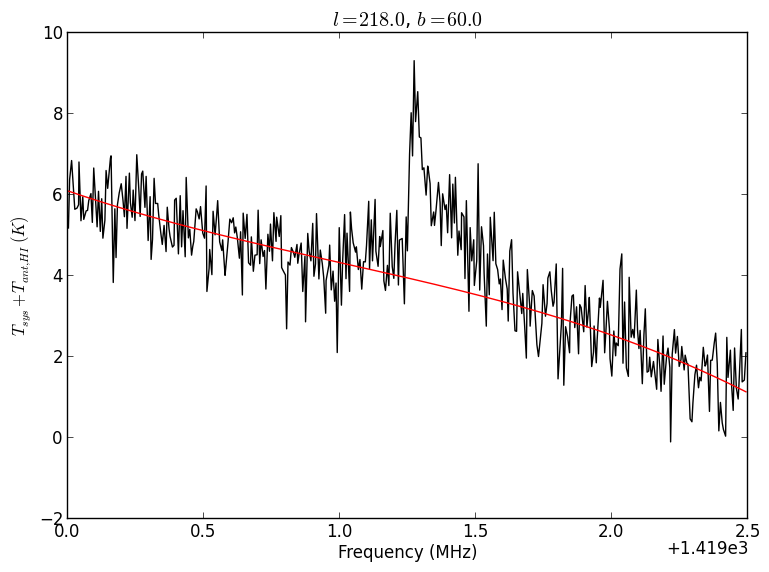 l=218.0, b=60.0
10
8
6
4
2
0
−2
T_sys + T_ant,HI (K)
0.0 0.5 1.0 1.5 2.0 2.5
Frequency (MHz)
+1.419e3